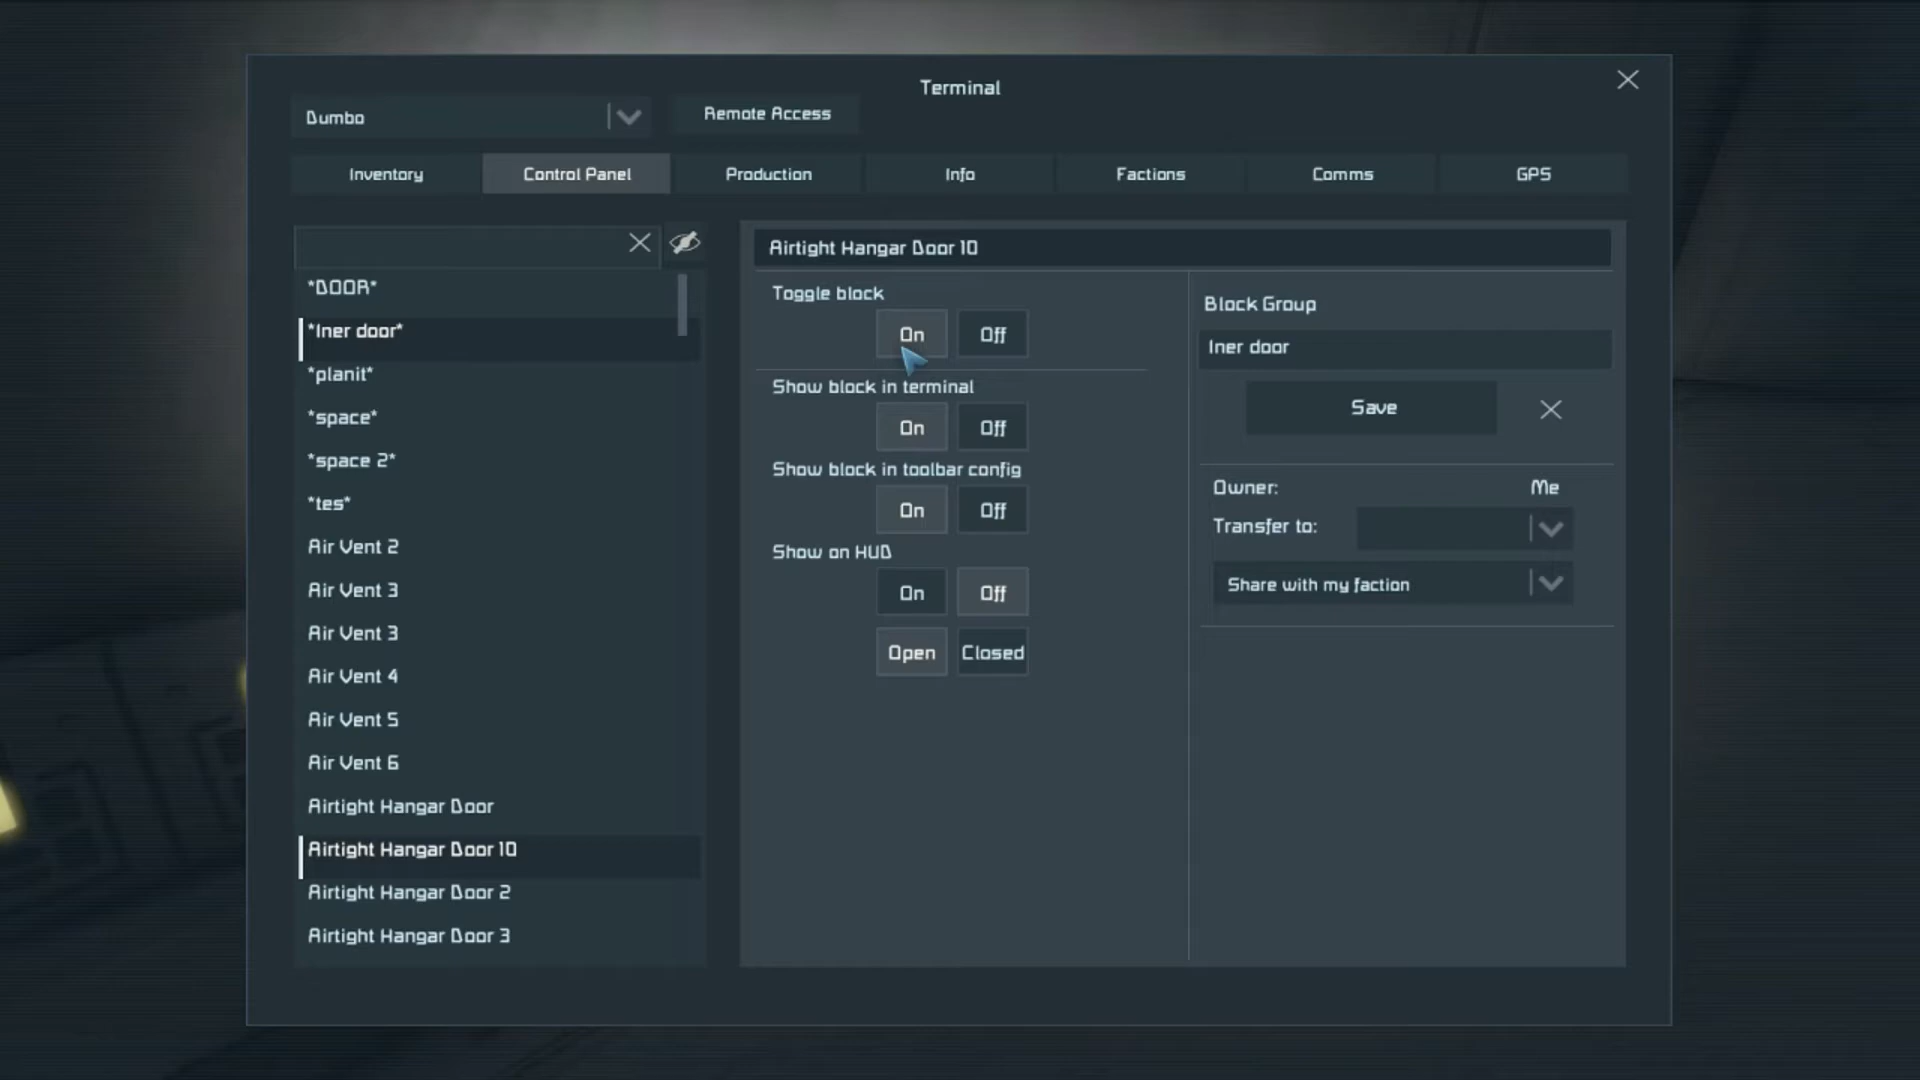 Terminal
Dumbo
Remote Access
Inventory
Control Panel
Production
Info
Factions
Comms
GPS
*DOOR*
*Iner door*
*planit*
*space*
*space 2*
*tes*
Air Vent 2
Air Vent 3
Air Vent 3
Air Vent 4
Air Vent 5
Air Vent 6
Airtight Hangar Door
Airtight Hangar Door 10
Airtight Hangar Door 2
Airtight Hangar Door 3
Airtight Hangar Door 10
Toggle block
On Off
Show block in terminal
On Off
Show block in toolbar config
On Off
Show on HUD
On Off
Open Closed
Block Group
Iner door
Save
Owner: Me
Transfer to:
Share with my faction